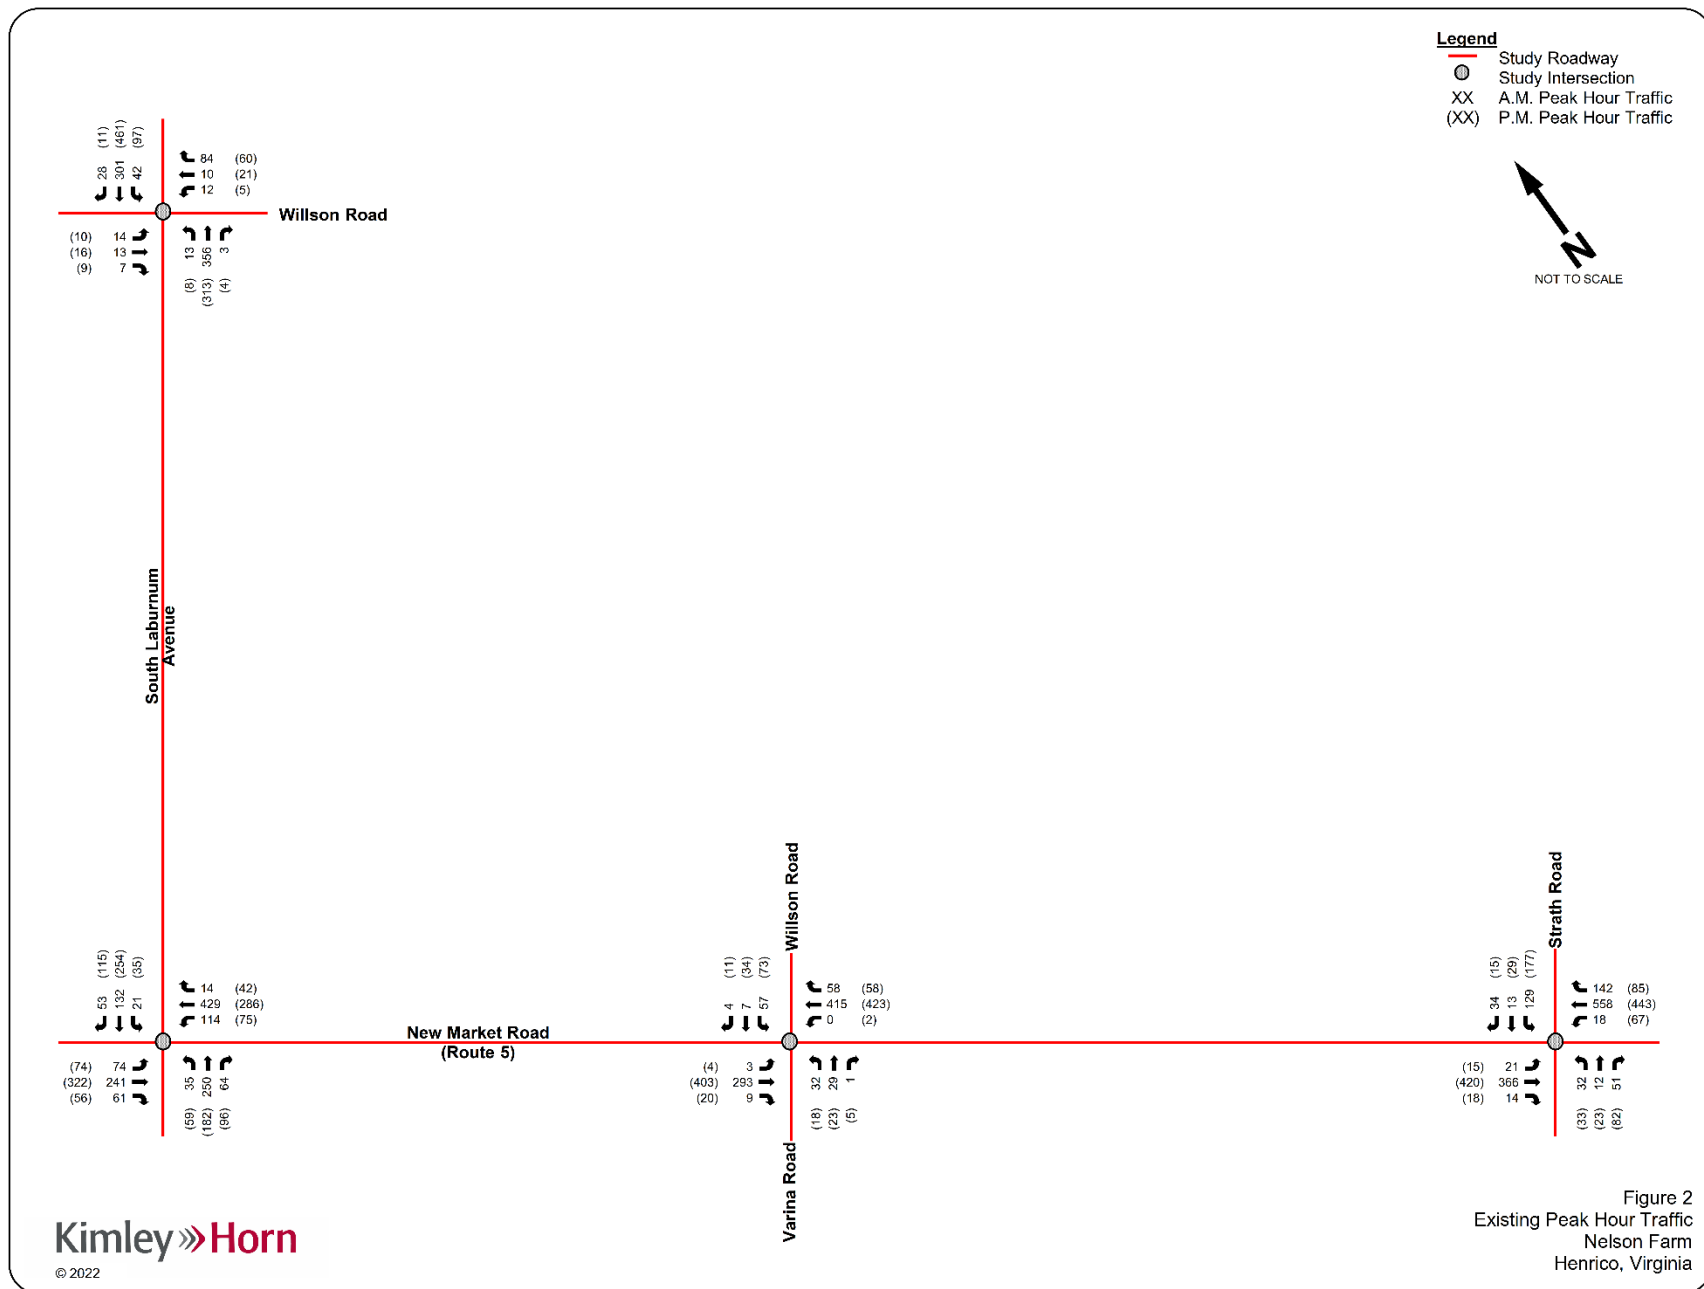 Legend
Study Roadway
Study Intersection
XX A.M. Peak Hour Traffic
(XX) P.M. Peak Hour Traffic
N
NOT TO SCALE
(11) (461) (97)
28 301 42
84 (60)
10 (21)
12 (5)
Willson Road
(10) 14
(16) 13
(9) 7
13 356 3
(8) (313) (4)
South Laburnum
Avenue
(115) (254) (35)
53 132 21
14 (42)
429 (286)
114 (75)
(74) 74
(322) 241
(56) 61
35 250 64
(59) (182) (96)
New Market Road
(Route 5)
Willson Road
(11) (34) (73)
4 7 57
58 (58)
415 (423)
0 (2)
(4) 3
(403) 293
(20) 9
32 29 1
(18) (23) (5)
Varina Road
Strath Road
(15) (29) (177)
34 13 129
142 (85)
558 (443)
18 (67)
(15) 21
(420) 366
(18) 14
32 12 51
(33) (23) (82)
Kimley»Horn
© 2022
Figure 2
Existing Peak Hour Traffic
Nelson Farm
Henrico, Virginia